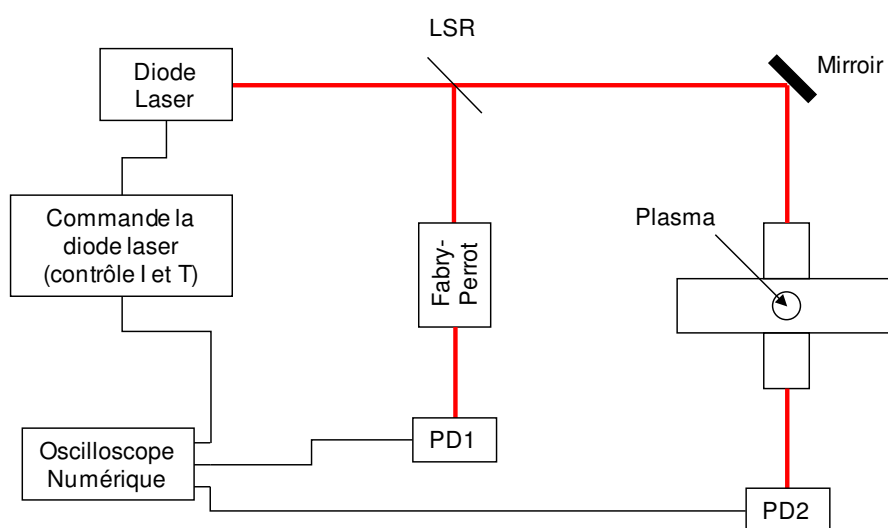 LSR
Diode
Laser
Mirroir
Commande la
diode laser
(contrôle I et T)
Plasma
Fabry-
Perrot
PD1
Oscilloscope
Numérique
PD2